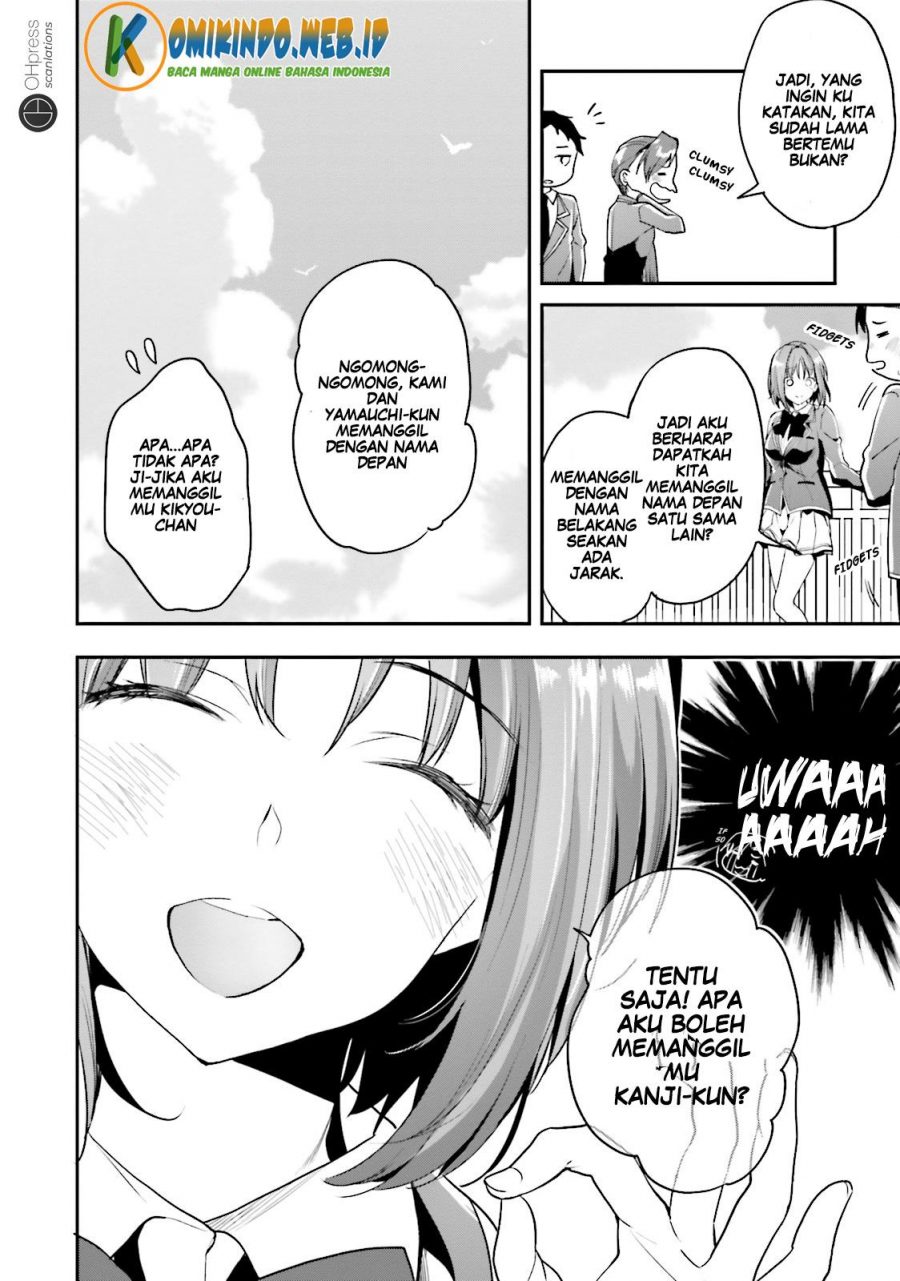 OHpress
scanlations
KOMIKINDO.WEB.ID
BACA MANGA ONLINE BAHASA INDONESIA
JADI, YANG
INGIN KU
KATAKAN, KITA
SUDAH LAMA
BERTEMU
BUKAN?
CLUMSY
CLUMSY
FIDGETS
JADI AKU
BERHARAP
DAPATKAH
KITA
MEMANGGIL
NAMA DEPAN
SATU SAMA
LAIN?
MEMANGGIL
DENGAN
NAMA
BELAKANG
SEAKAN
ADA
JARAK.
FIDGETS
NGOMONG-
NGOMONG, KAMI
DAN
YAMAUCHI-KUN
MEMANGGIL
DENGAN NAMA
DEPAN
APA...APA
TIDAK APA?
JI-JIKA AKU
MEMANGGIL
MU KIKYOU-
CHAN
UWAAA
AAAAH
IF
SO
TENTU
SAJA! APA
AKU BOLEH
MEMANGGIL
MU
KANJI-KUN?